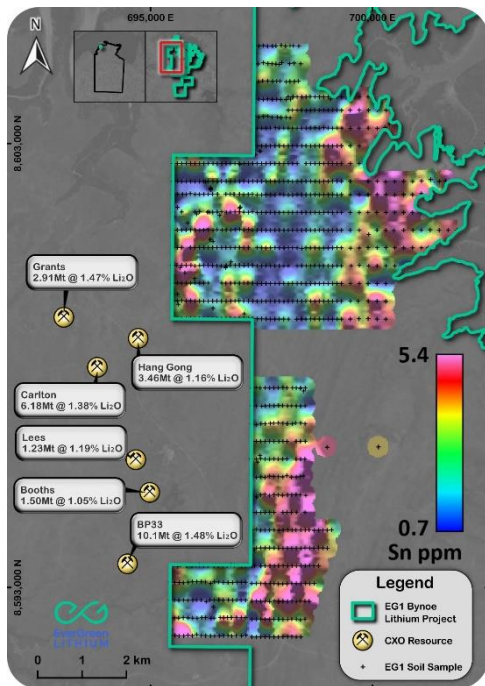 695,000 E
700,000 E
N
8,603,000 N
Grants
2.91Mt @ 1.47% Li₂O
Hang Gong
3.46Mt @ 1.16% Li₂O
Carlton
6.18Mt @ 1.38% Li₂O
Lees
1.23Mt @ 1.19% Li₂O
Booths
1.50Mt @ 1.05% Li₂O
BP33
10.1Mt @ 1.48% Li₂O
5.4
0.7
Sn ppm
8,593,000 N
EverGreen
LITHIUM
0 1 2 km
Legend
EG1 Bynoe
Lithium Project
CXO Resource
EG1 Soil Sample